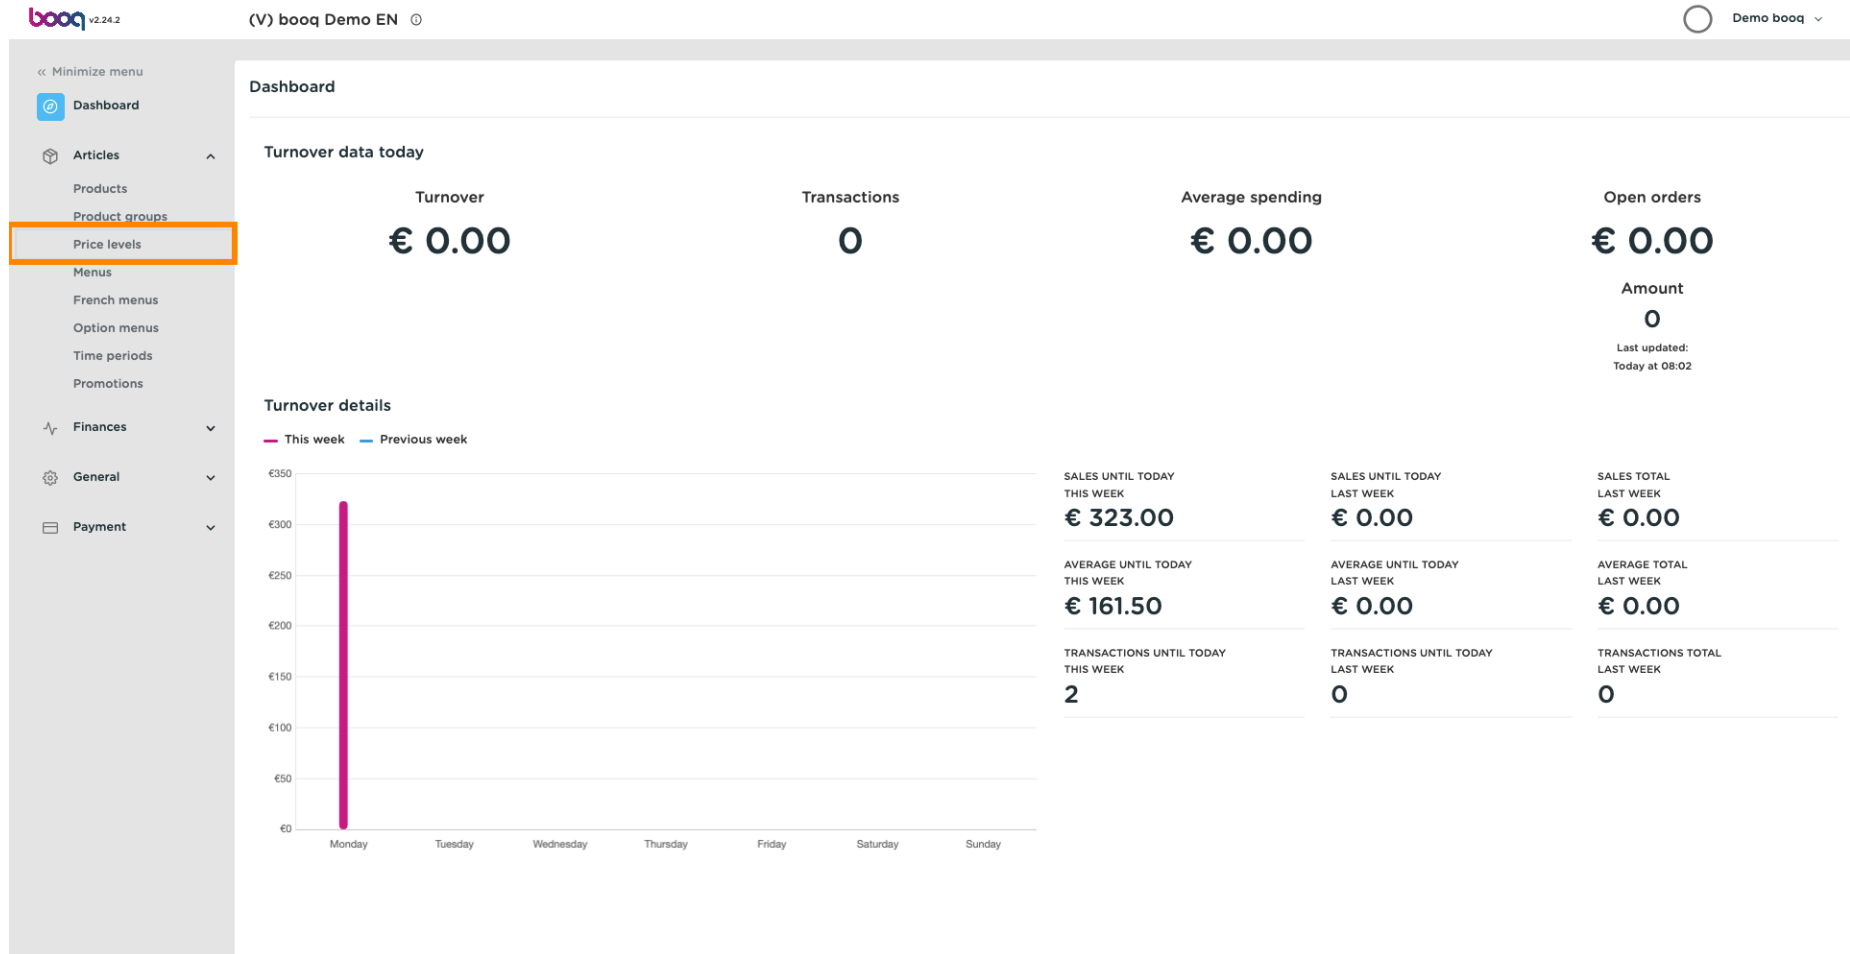 booq v2.24.2
(V) booq Demo EN
Demo booq
Minimize menu
Dashboard
Articles
Products
Product groups
Price levels
Menus
French menus
Option menus
Time periods
Promotions
Finances
General
Payment
Dashboard
Turnover data today
Turnover
€ 0.00
Transactions
0
Average spending
€ 0.00
Open orders
€ 0.00
Amount
0
Last updated:
Today at 08:02
Turnover details
This week Previous week
€350
€300
€250
€200
€150
€100
€50
€0
Monday Tuesday Wednesday Thursday Friday Saturday Sunday
SALES UNTIL TODAY
THIS WEEK
€ 323.00
SALES UNTIL TODAY
LAST WEEK
€ 0.00
SALES TOTAL
LAST WEEK
€ 0.00
AVERAGE UNTIL TODAY
THIS WEEK
€ 161.50
AVERAGE UNTIL TODAY
LAST WEEK
€ 0.00
AVERAGE TOTAL
LAST WEEK
€ 0.00
TRANSACTIONS UNTIL TODAY
THIS WEEK
2
TRANSACTIONS UNTIL TODAY
LAST WEEK
0
TRANSACTIONS TOTAL
LAST WEEK
0